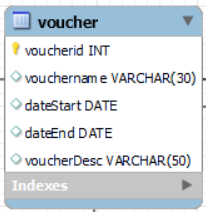 voucher
voucherid INT
vouchername VARCHAR(30)
dateStart DATE
dateEnd DATE
voucherDesc VARCHAR(50)
Indexes